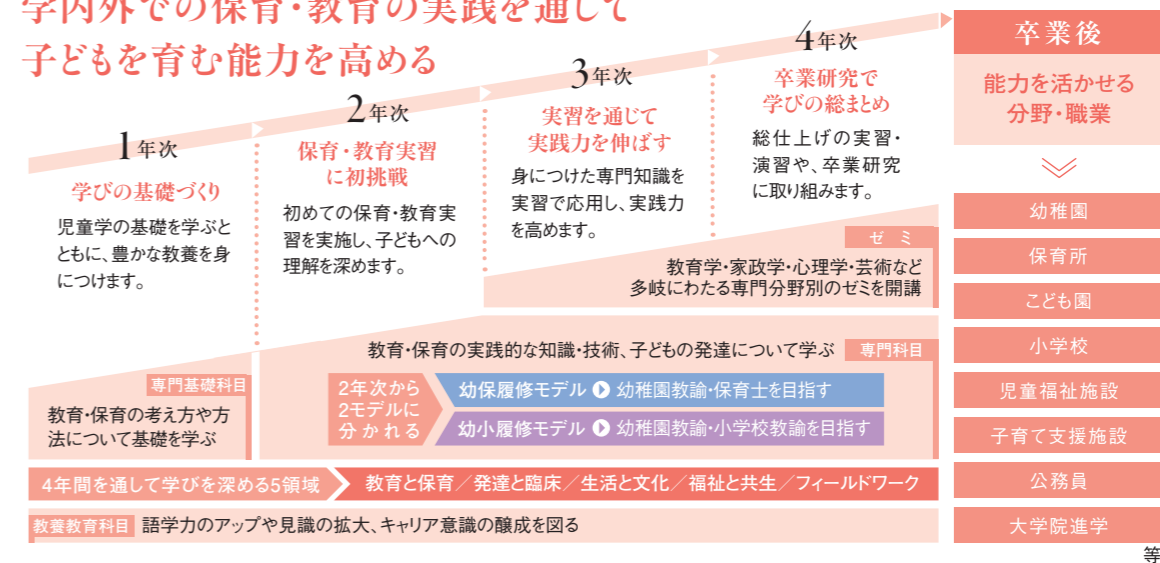 学内外での保育・教育の実践を通して
子どもを育む能力を高める
1年次
学びの基礎づくり
児童学の基礎を学ぶと
ともに、豊かな教養を身
につけます。
2年次
保育・教育実習
に初挑戦
初めての保育・教育実
習を実施し、子どもへの
理解を深めます。
3年次
実習を通じて
実践力を伸ばす
身につけた専門知識を
実習で応用し、実践力
を高めます。
4年次
卒業研究で
学びの総まとめ
総仕上げの実習・
演習や、卒業研究
に取り組みます。
ゼミ
教育学・家政学・心理学・芸術など
多岐にわたる専門分野別のゼミを開講
専門基礎科目
教育・保育の考え方や方
法について基礎を学ぶ
教育・保育の実践的な知識・技術、子どもの発達について学ぶ 専門科目
2年次から
2モデルに
分かれる
幼保履修モデル 幼稚園教諭・保育士を目指す
幼小履修モデル 幼稚園教諭・小学校教諭を目指す
4年間を通して学びを深める5領域 教育と保育／発達と臨床／生活と文化／福祉と共生／フィールドワーク
教養教育科目 語学力のアップや見識の拡大、キャリア意識の醸成を図る
卒業後
能力を活かせる
分野・職業
幼稚園
保育所
こども園
小学校
児童福祉施設
子育て支援施設
公務員
大学院進学
等